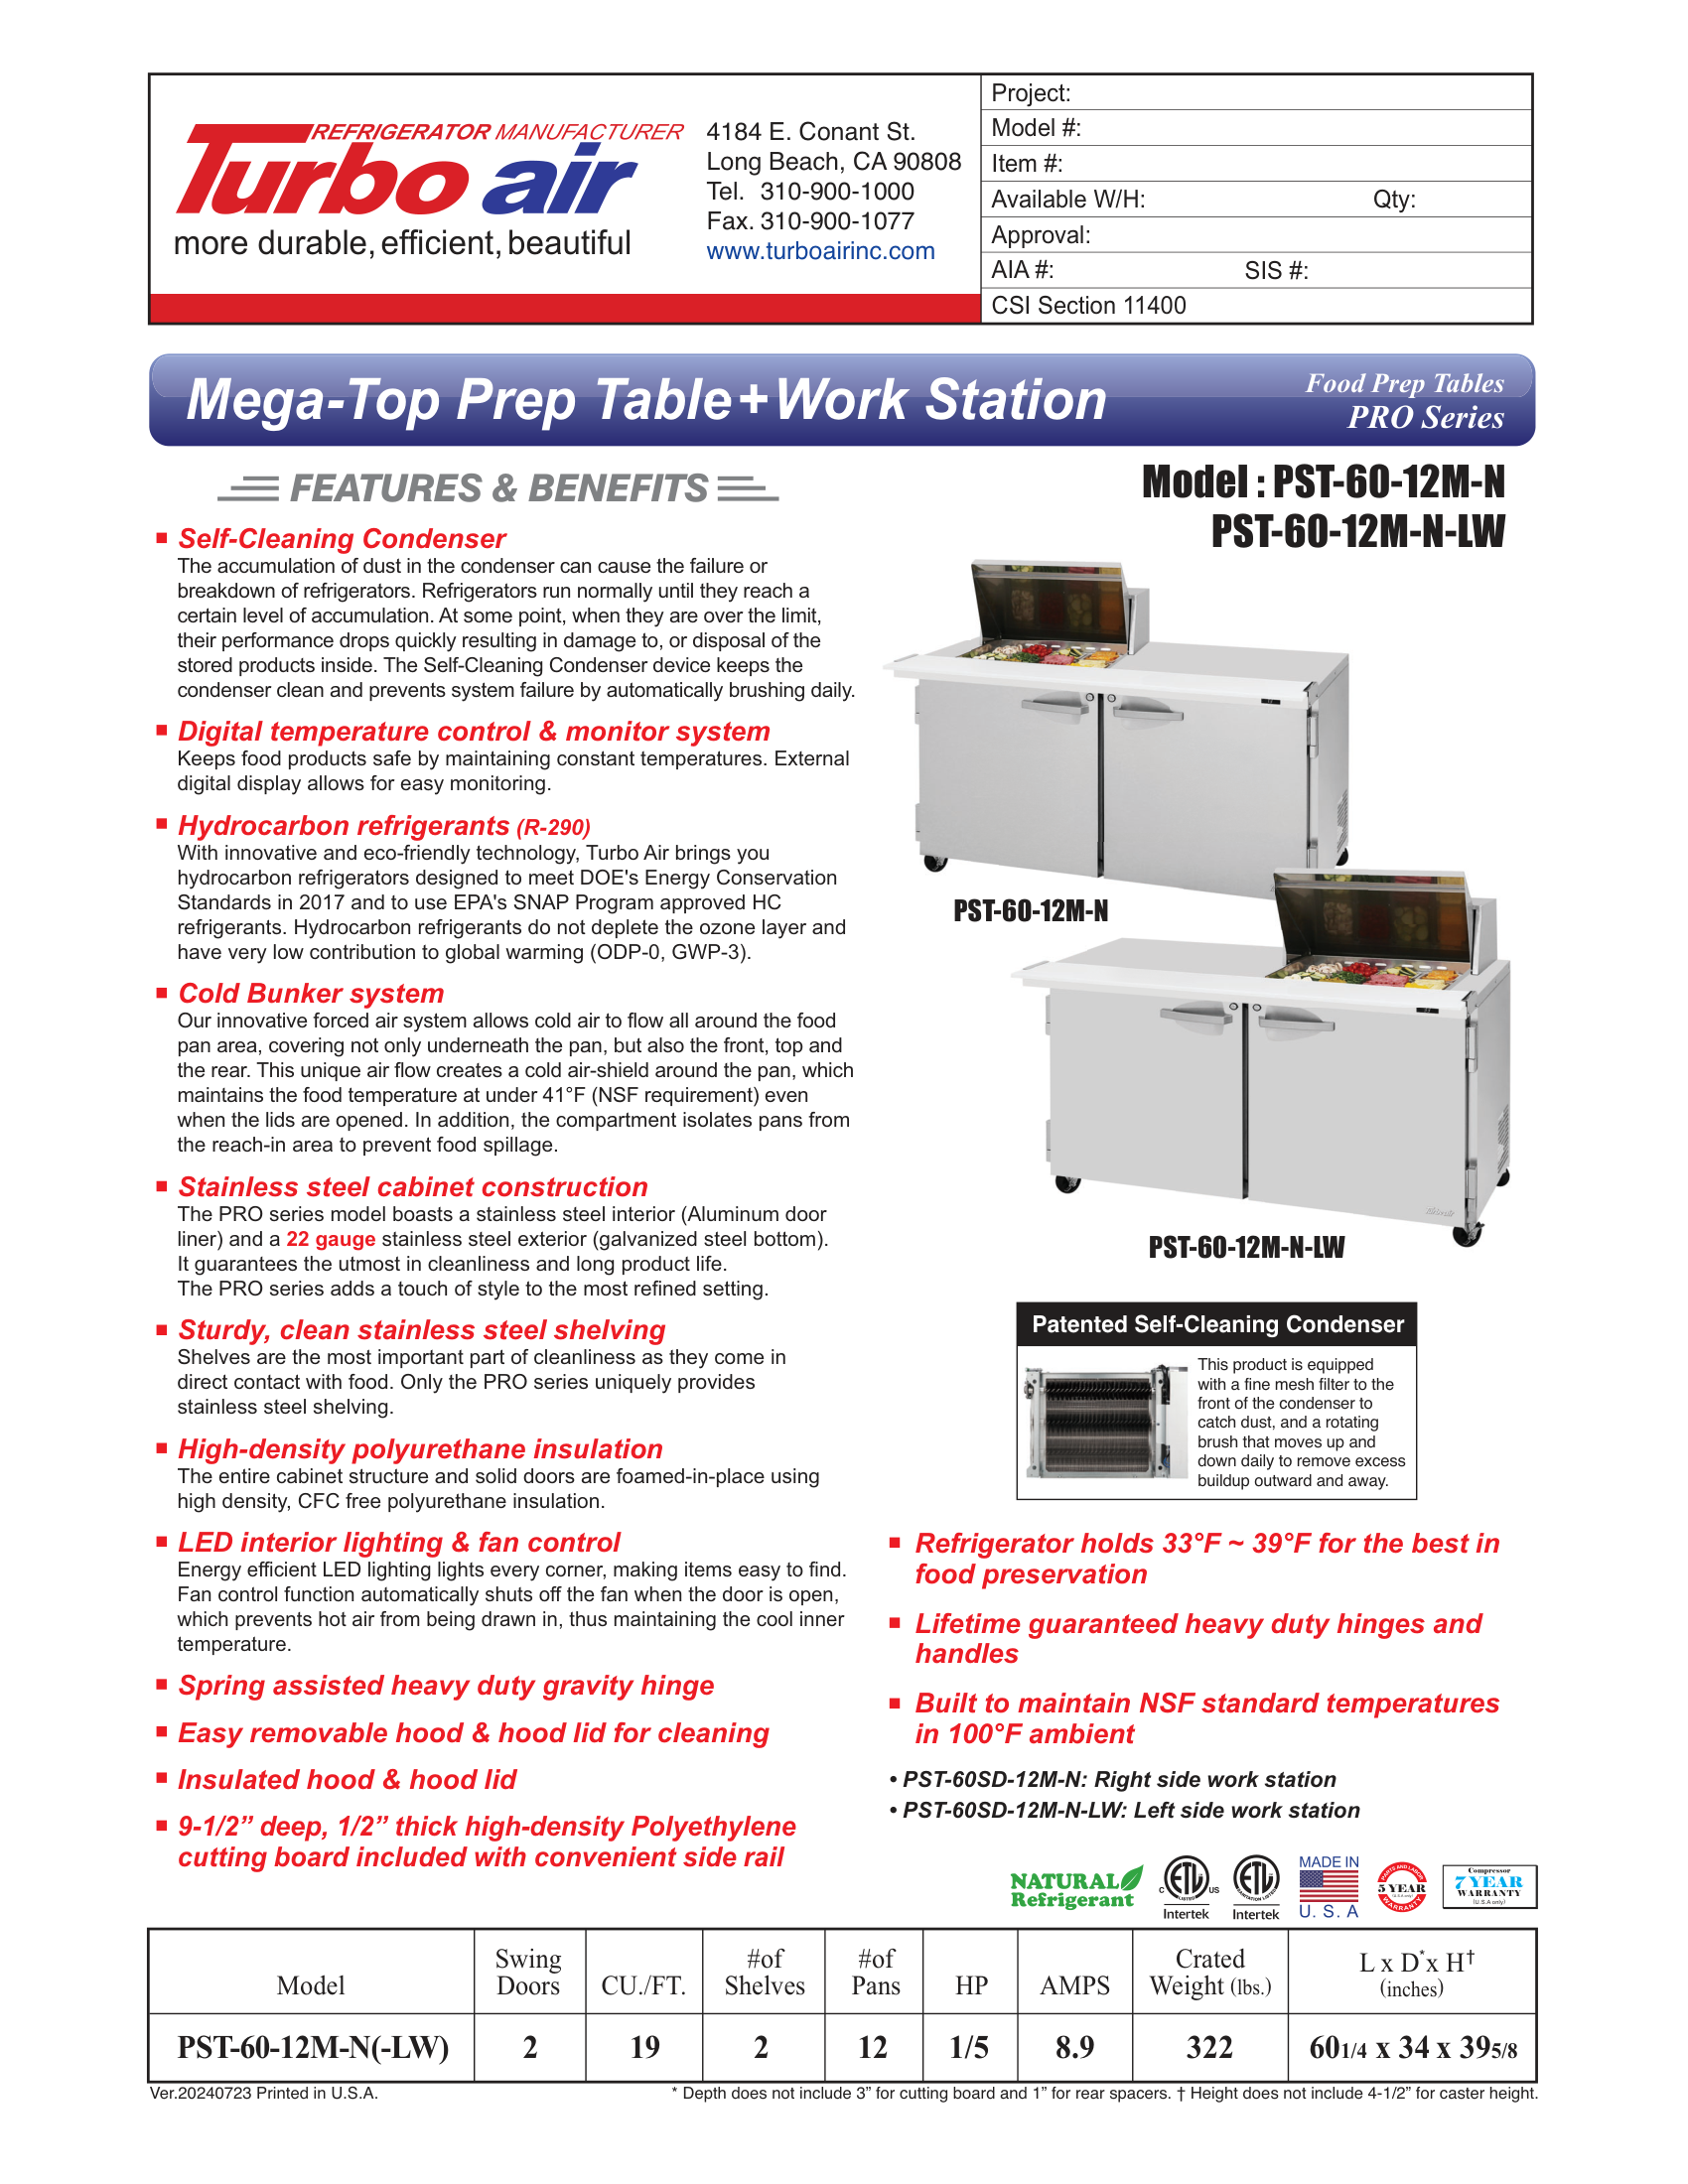 REFRIGERATOR MANUFACTURER
Turbo air
more durable, efficient, beautiful
4184 E. Conant St.
Long Beach, CA 90808
Tel. 310-900-1000
Fax. 310-900-1077
www.turboairinc.com
Project:
Model #:
Item #:
Available W/H: Qty:
Approval:
AIA #: SIS #:
CSI Section 11400
Mega-Top Prep Table+Work Station
Food Prep Tables
PRO Series
FEATURES & BENEFITS
Model : PST-60-12M-N
PST-60-12M-N-LW
Self-Cleaning Condenser
The accumulation of dust in the condenser can cause the failure or
breakdown of refrigerators. Refrigerators run normally until they reach a
certain level of accumulation. At some point, when they are over the limit,
their performance drops quickly resulting in damage to, or disposal of the
stored products inside. The Self-Cleaning Condenser device keeps the
condenser clean and prevents system failure by automatically brushing daily.
Digital temperature control & monitor system
Keeps food products safe by maintaining constant temperatures. External
digital display allows for easy monitoring.
Hydrocarbon refrigerants (R-290)
With innovative and eco-friendly technology, Turbo Air brings you
hydrocarbon refrigerators designed to meet DOE's Energy Conservation
Standards in 2017 and to use EPA's SNAP Program approved HC
refrigerants. Hydrocarbon refrigerants do not deplete the ozone layer and
have very low contribution to global warming (ODP-0, GWP-3).
Cold Bunker system
Our innovative forced air system allows cold air to flow all around the food
pan area, covering not only underneath the pan, but also the front, top and
the rear. This unique air flow creates a cold air-shield around the pan, which
maintains the food temperature at under 41°F (NSF requirement) even
when the lids are opened. In addition, the compartment isolates pans from
the reach-in area to prevent food spillage.
Stainless steel cabinet construction
The PRO series model boasts a stainless steel interior (Aluminum door
liner) and a 22 gauge stainless steel exterior (galvanized steel bottom).
It guarantees the utmost in cleanliness and long product life.
The PRO series adds a touch of style to the most refined setting.
Sturdy, clean stainless steel shelving
Shelves are the most important part of cleanliness as they come in
direct contact with food. Only the PRO series uniquely provides
stainless steel shelving.
High-density polyurethane insulation
The entire cabinet structure and solid doors are foamed-in-place using
high density, CFC free polyurethane insulation.
LED interior lighting & fan control
Energy efficient LED lighting lights every corner, making items easy to find.
Fan control function automatically shuts off the fan when the door is open,
which prevents hot air from being drawn in, thus maintaining the cool inner
temperature.
Spring assisted heavy duty gravity hinge
Easy removable hood & hood lid for cleaning
Insulated hood & hood lid
9-1/2” deep, 1/2” thick high-density Polyethylene
cutting board included with convenient side rail
PST-60-12M-N
PST-60-12M-N-LW
Patented Self-Cleaning Condenser
This product is equipped
with a fine mesh filter to the
front of the condenser to
catch dust, and a rotating
brush that moves up and
down daily to remove excess
buildup outward and away.
Refrigerator holds 33°F ~ 39°F for the best in
food preservation
Lifetime guaranteed heavy duty hinges and
handles
Built to maintain NSF standard temperatures
in 100°F ambient
• PST-60SD-12M-N: Right side work station
• PST-60SD-12M-N-LW: Left side work station
NATURAL
Refrigerant
C ETL US
LISTED
Intertek
ETL
SANITATION LISTED
Intertek
MADE IN
U. S. A
PARTS AND LABOR
5 YEAR
(U.S.A only)
WARRANTY
Compressor
7 YEAR
WARRANTY
(U.S.A only)
Model Swing Doors CU./FT. #of Shelves #of Pans HP AMPS Crated Weight (lbs.) L x D* x H† (inches)
PST-60-12M-N(-LW) 2 19 2 12 1/5 8.9 322 601/4 x 34 x 395/8
Ver.20240723 Printed in U.S.A.
* Depth does not include 3” for cutting board and 1” for rear spacers. † Height does not include 4-1/2” for caster height.